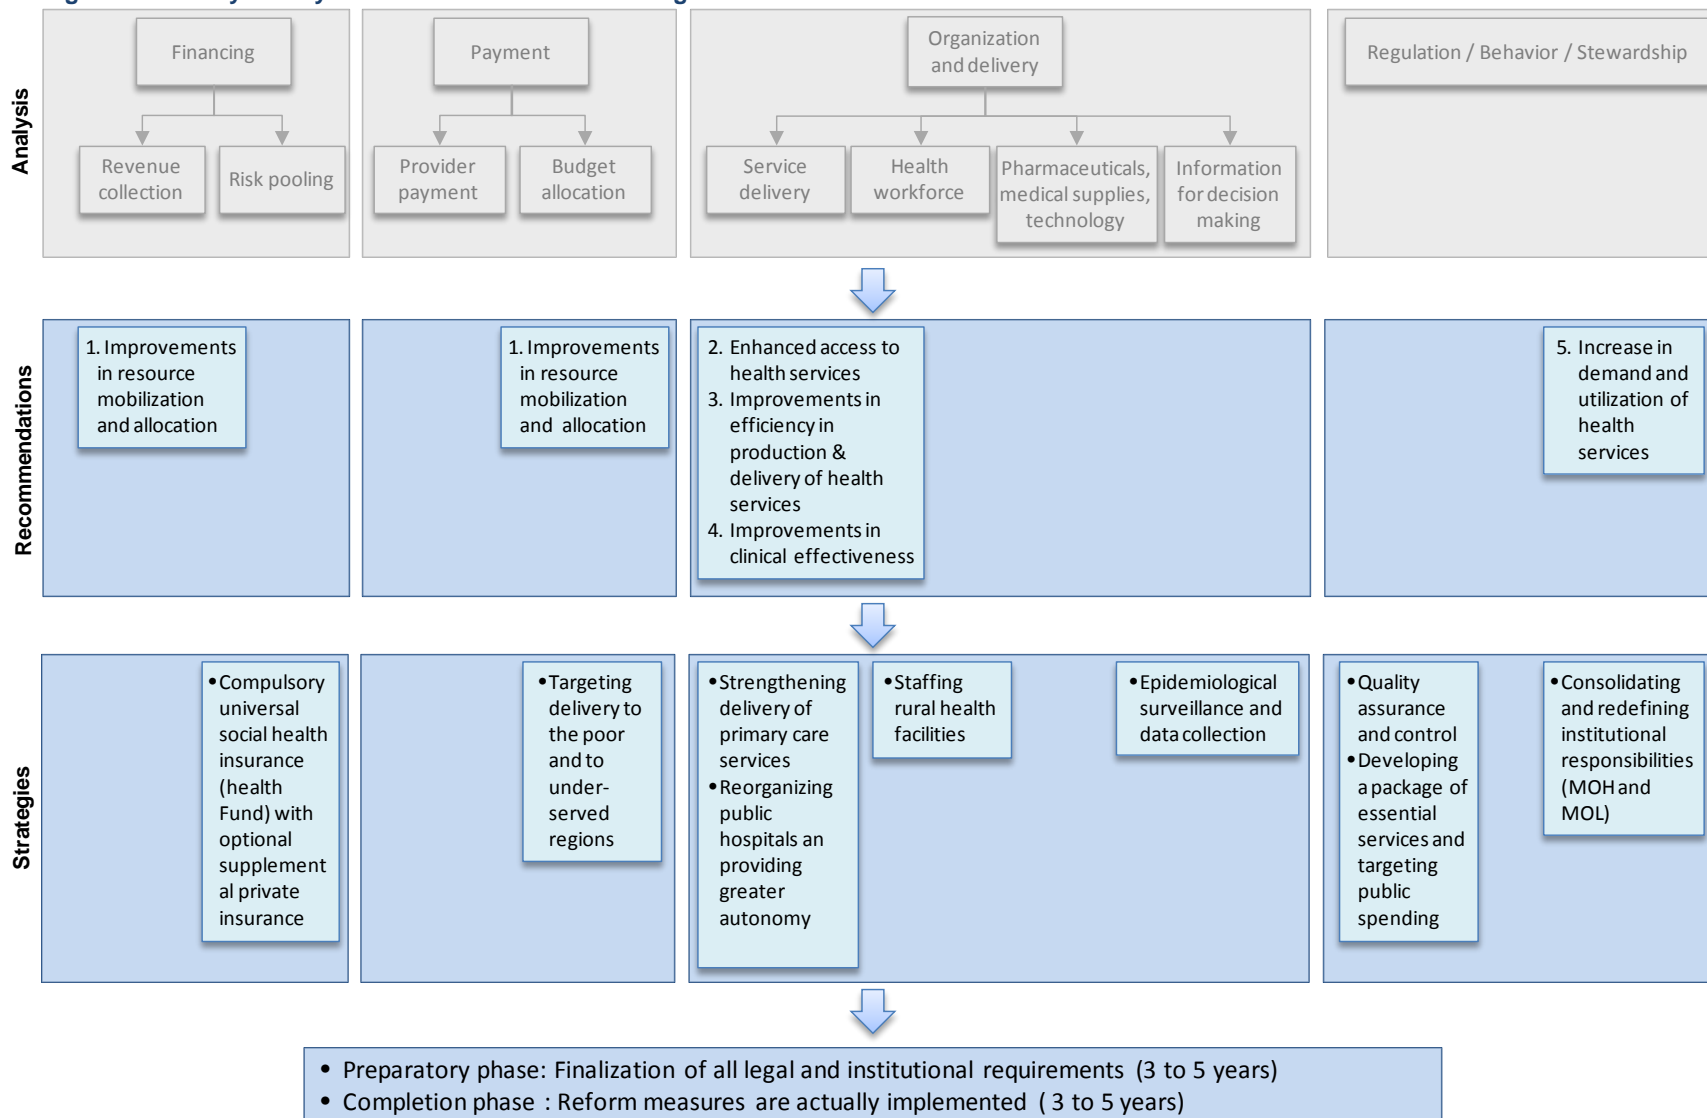 Analysis
Financing
Revenue
collection
Risk pooling
Payment
Provider
payment
Budget
allocation
Organization
and delivery
Service
delivery
Health
workforce
Pharmaceuticals,
medical supplies,
technology
Information
for decision
making
Regulation / Behavior / Stewardship
Recommendations
1. Improvements
in resource
mobilization
and allocation
1. Improvements
in resource
mobilization
and allocation
2. Enhanced access to
health services
3. Improvements in
efficiency in
production &
delivery of health
services
4. Improvements in
clinical effectiveness
5. Increase in
demand and
utilization of
health
services
Strategies
• Compulsory
universal
social health
insurance
(health
Fund) with
optional
supplement
al private
insurance
• Targeting
delivery to
the poor
and to
under-
served
regions
• Strengthening
delivery of
primary care
services
• Reorganizing
public
hospitals an
providing
greater
autonomy
• Staffing
rural health
facilities
• Epidemiological
surveillance and
data collection
• Quality
assurance
and control
• Developing
a package of
essential
services and
targeting
public
spending
• Consolidating
and redefining
institutional
responsibilities
(MOH and
MOL)
• Preparatory phase: Finalization of all legal and institutional requirements (3 to 5 years)
• Completion phase : Reform measures are actually implemented ( 3 to 5 years)